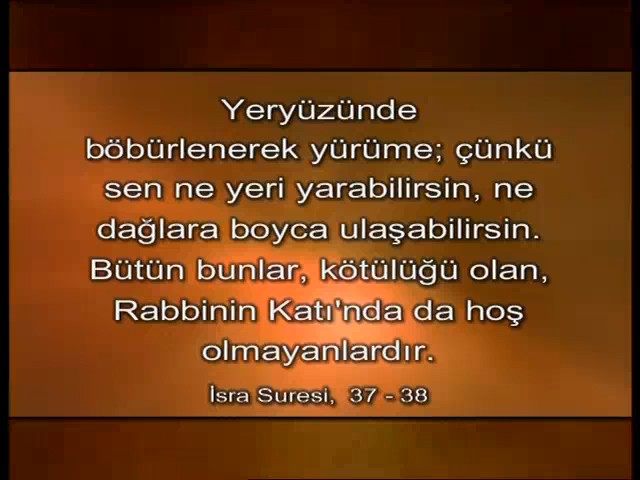 Yeryüzünde
böbürlenerek yürüme; çünkü
sen ne yeri yarabilirsin, ne
dağlara boyca ulaşabilirsin.
Bütün bunlar, kötülüğü olan,
Rabbinin Katı'nda da hoş
olmayanlardır.
İsra Suresi, 37 - 38